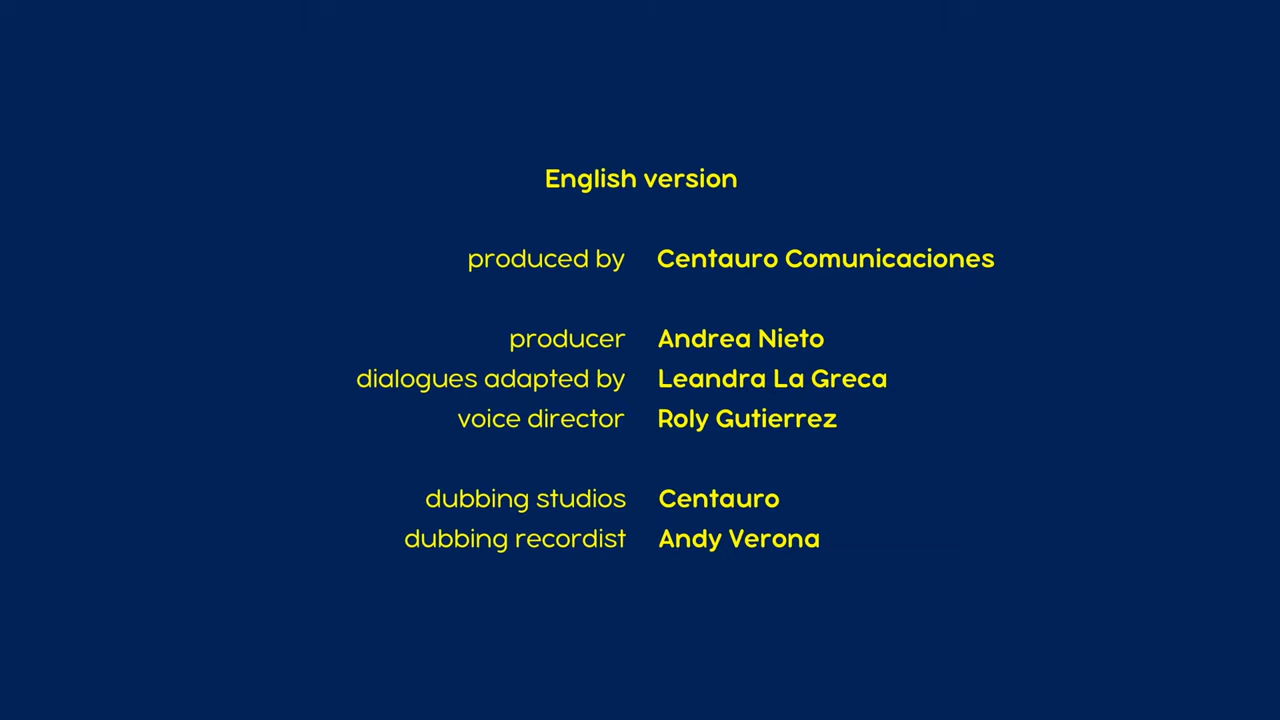 English version
produced by Centauro Comunicaciones
producer Andrea Nieto
dialogues adapted by Leandra La Greca
voice director Roly Gutierrez
dubbing studios Centauro
dubbing recordist Andy Verona